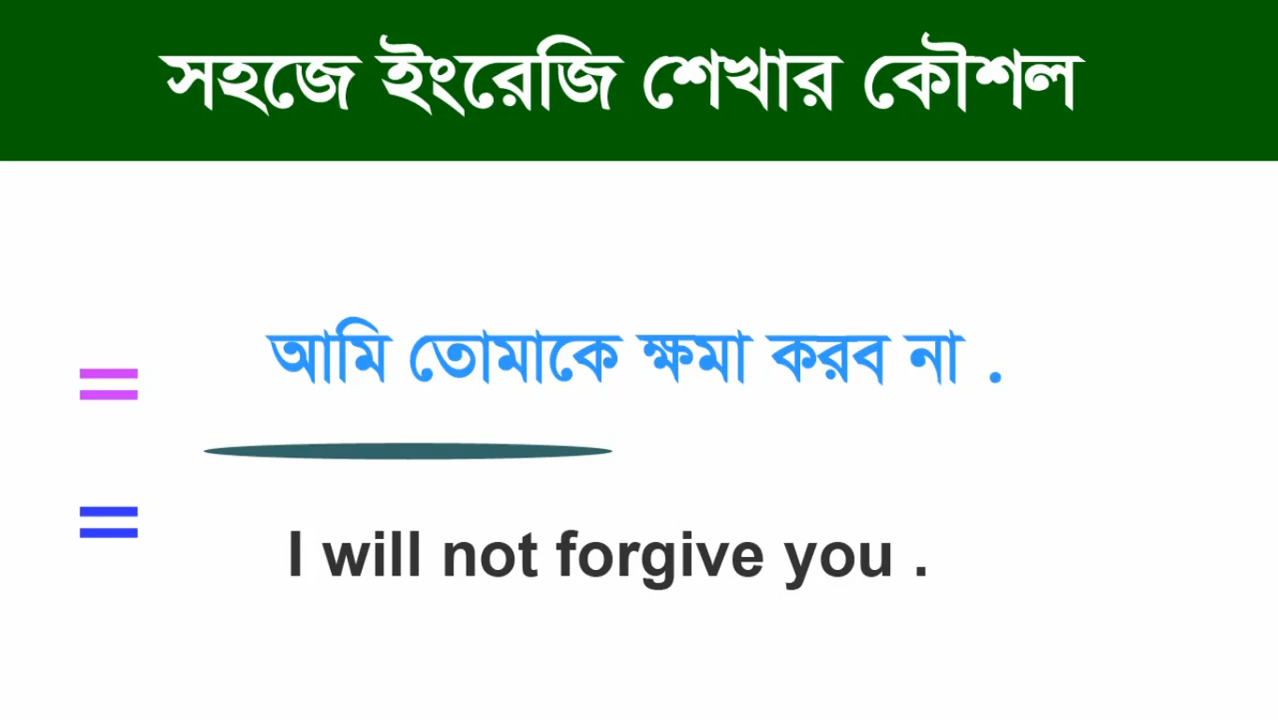 সহজে ইংরেজি শেখার কৌশল
= আমি তোমাকে ক্ষমা করব না .
= I will not forgive you .